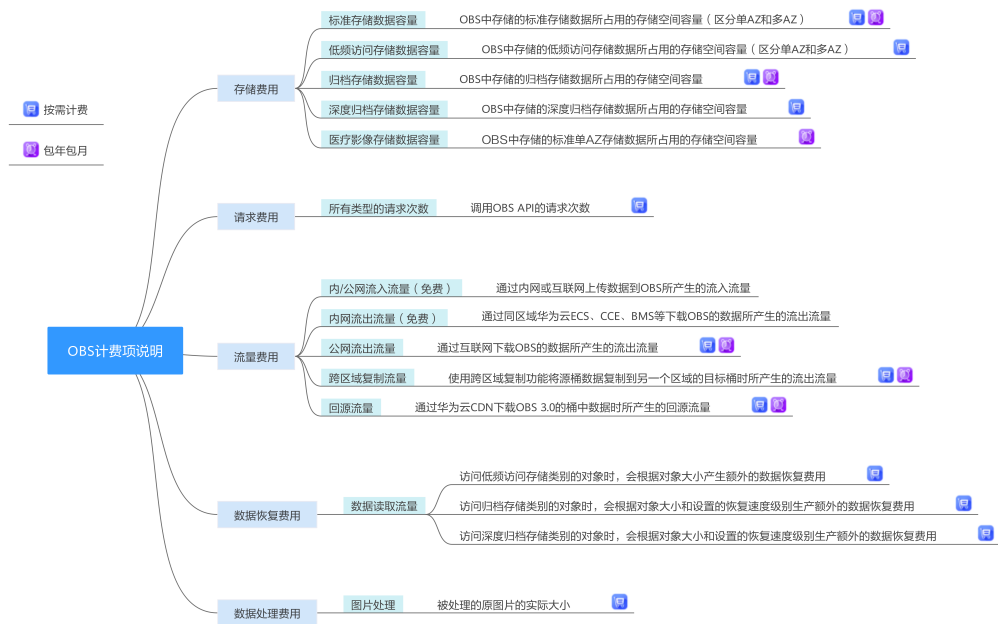 按需计费
包年包月
OBS计费项说明
存储费用
标准存储数据容量
OBS中存储的标准存储数据所占用的存储空间容量（区分单AZ和多AZ）
低频访问存储数据容量
OBS中存储的低频访问存储数据所占用的存储空间容量（区分单AZ和多AZ）
归档存储数据容量
OBS中存储的归档存储数据所占用的存储空间容量
深度归档存储数据容量
OBS中存储的深度归档存储数据所占用的存储空间容量
医疗影像存储数据容量
OBS中存储的标准单AZ存储数据所占用的存储空间容量
请求费用
所有类型的请求次数
调用OBS API的请求次数
流量费用
内/公网流入流量（免费）
通过内网或互联网上传数据到OBS所产生的流入流量
内网流出流量（免费）
通过同区域华为云ECS、CCE、BMS等下载OBS的数据所产生的流出流量
公网流出流量
通过互联网下载OBS的数据所产生的流出流量
跨区域复制流量
使用跨区域复制功能将源桶数据复制到另一个区域的目标桶时所产生的流出流量
回源流量
通过华为云CDN下载OBS 3.0的桶中数据时所产生的回源流量
数据恢复费用
数据读取流量
访问低频访问存储类别的对象时，会根据对象大小产生额外的数据恢复费用
访问归档存储类别的对象时，会根据对象大小和设置的恢复速度级别生产额外的数据恢复费用
访问深度归档存储类别的对象时，会根据对象大小和设置的恢复速度级别生产额外的数据恢复费用
数据处理费用
图片处理
被处理的原图片的实际大小